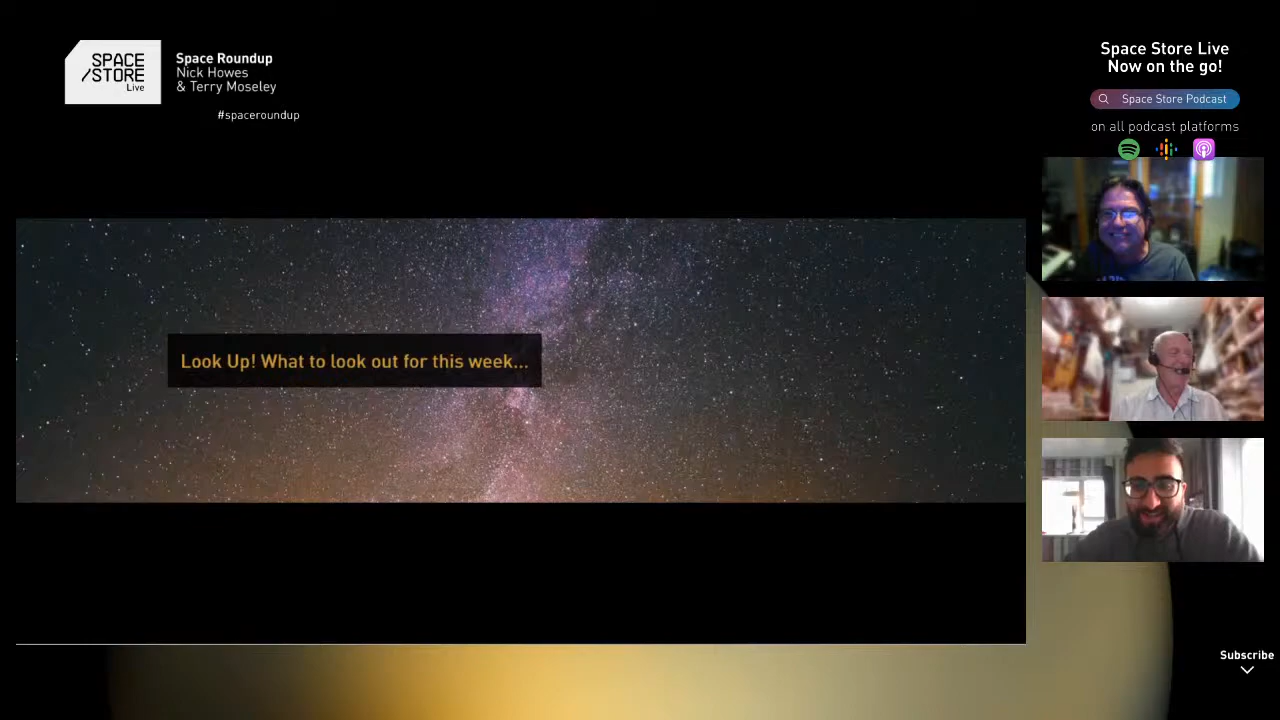 SPACE
/STORE
Live
Space Roundup
Nick Howes
& Terry Moseley
#spaceroundup
Space Store Live
Now on the go!
Space Store Podcast
on all podcast platforms
Look Up! What to look out for this week...
Subscribe